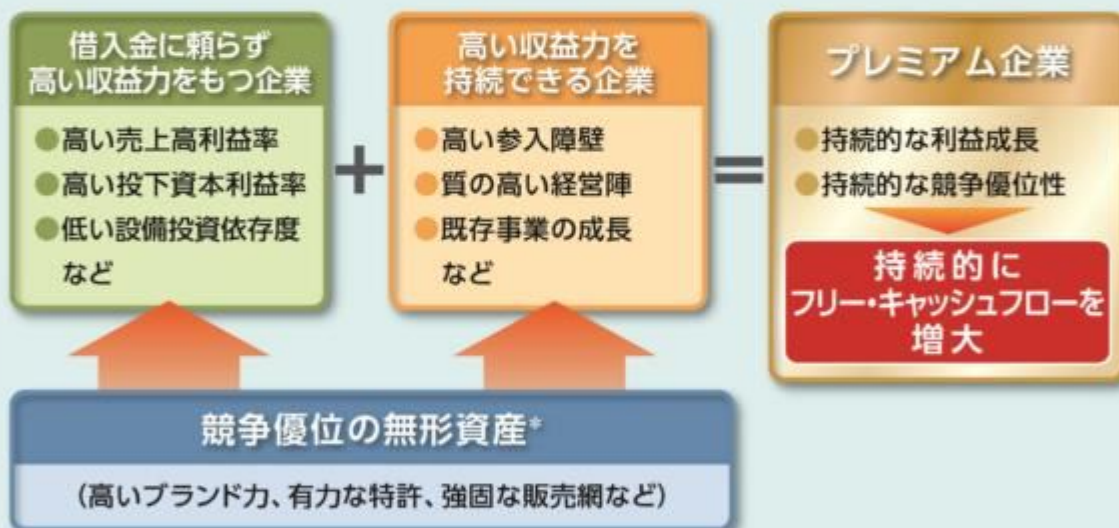 借入金に頼らず
高い収益力をもつ企業
●高い売上高利益率
●高い投下資本利益率
●低い設備投資依存度
など
+
高い収益力を
持続できる企業
●高い参入障壁
●質の高い経営陣
●既存事業の成長
など
=
プレミアム企業
●持続的な利益成長
●持続的な競争優位性
持続的に
フリー・キャッシュフローを
増大
競争優位の無形資産*
(高いブランド力、有力な特許、強固な販売網など)